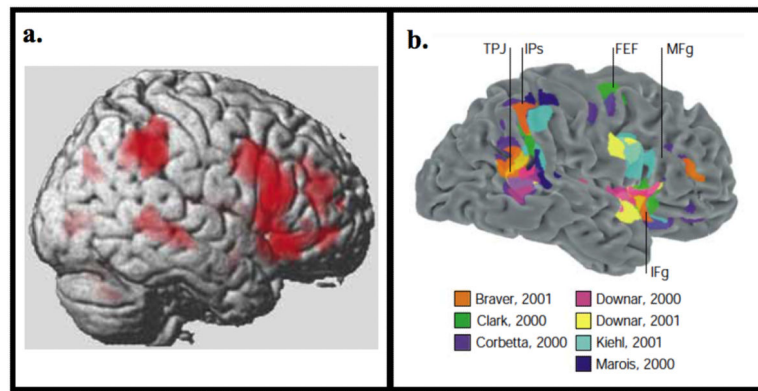 a.
b.
TPJ IPs FEF MFg
IFg
Braver, 2001 Downar, 2000
Clark, 2000 Downar, 2001
Corbetta, 2000 Kiehl, 2001
Marois, 2000